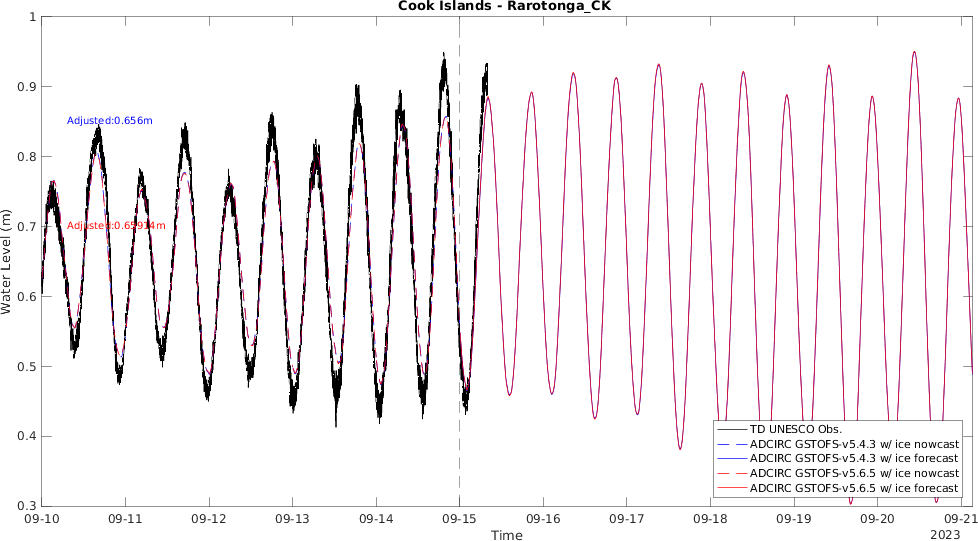 Cook Islands - Rarotonga_CK
1
0.9
0.8
0.7
0.6
0.5
0.4
0.3
Water Level (m)
Adjusted:0.656m
Adjusted:0.65914m
TD UNESCO Obs.
ADCIRC GSTOFS-v5.4.3 w/ ice nowcast
ADCIRC GSTOFS-v5.4.3 w/ ice forecast
ADCIRC GSTOFS-v5.6.5 w/ ice nowcast
ADCIRC GSTOFS-v5.6.5 w/ ice forecast
09-10 09-11 09-12 09-13 09-14 09-15 09-16 09-17 09-18 09-19 09-20 09-21
Time
2023